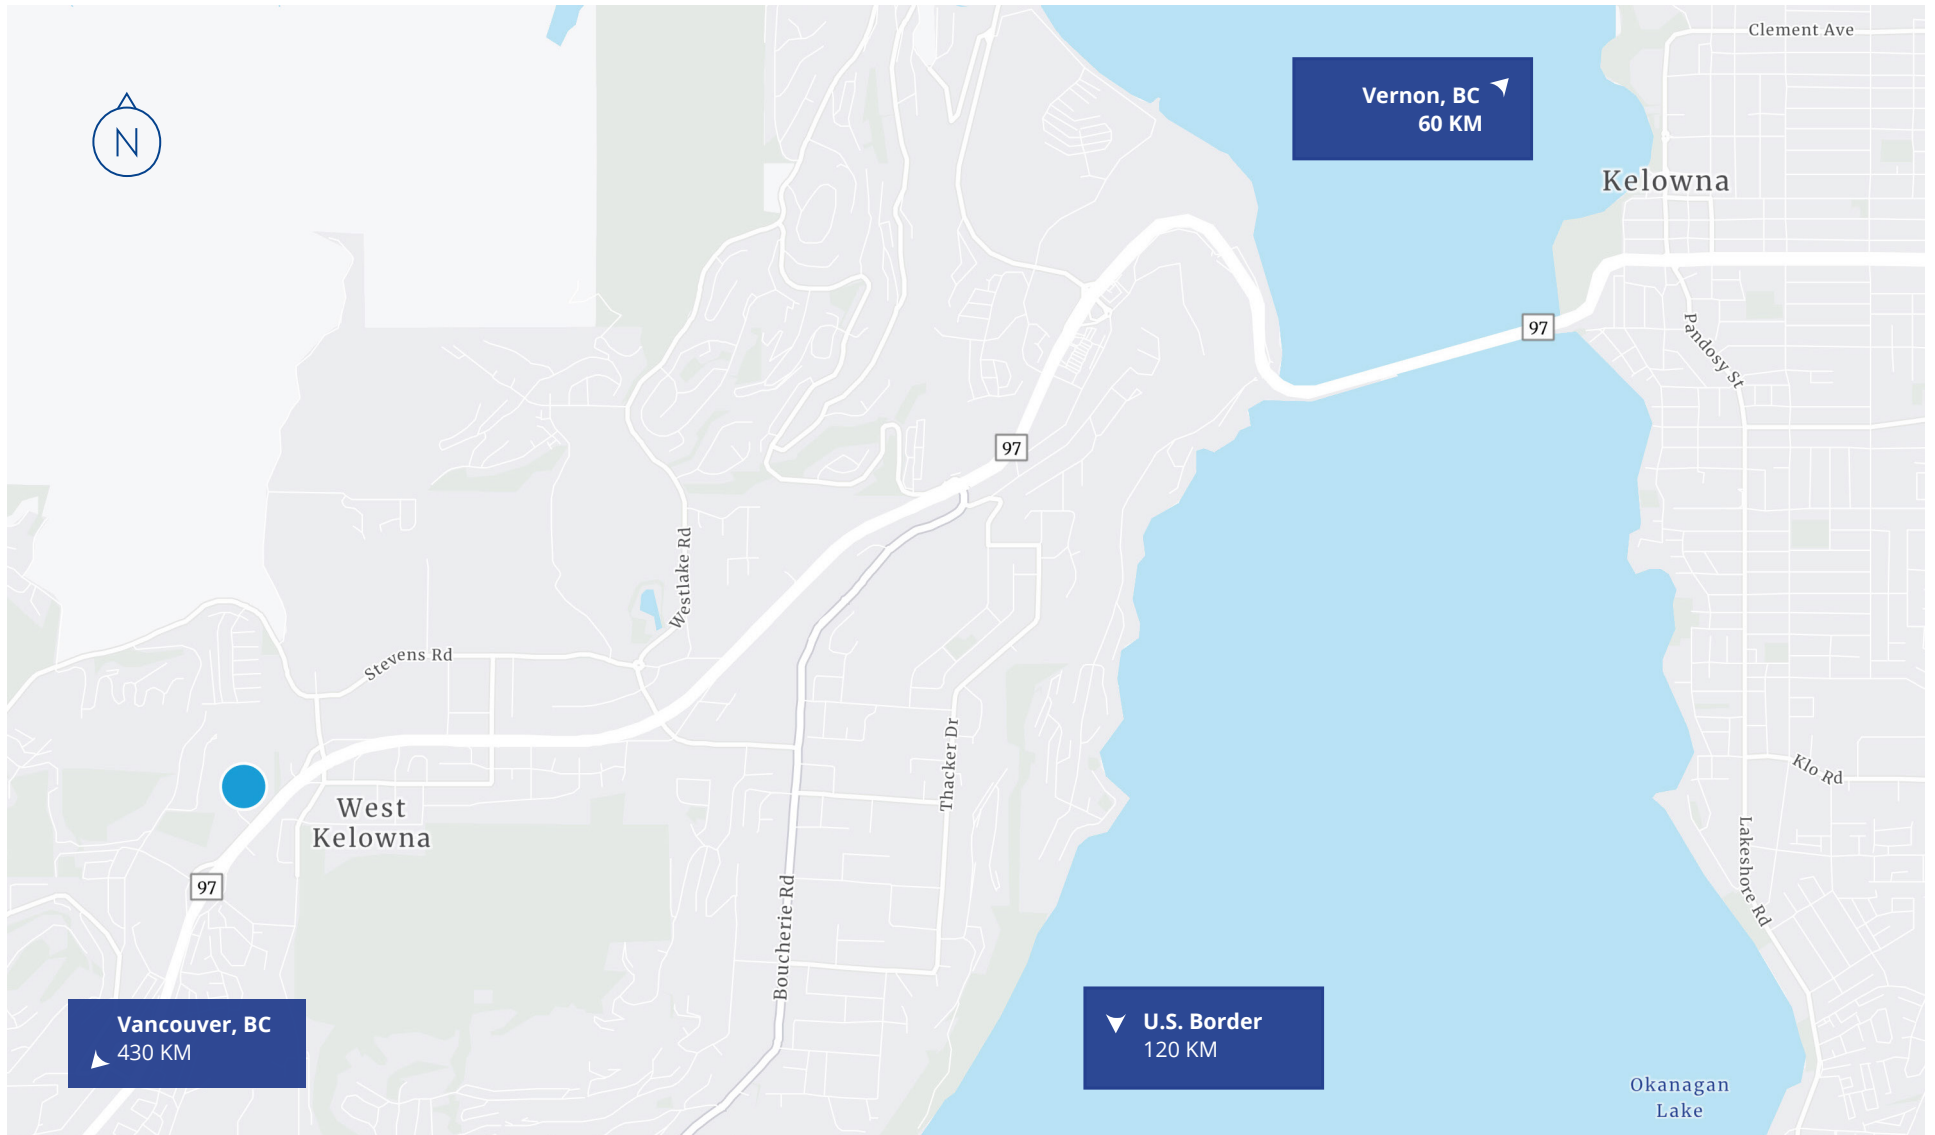 Clement Ave
Vernon, BC
60 KM
N
Kelowna
97
Pandosy St
97
Westlake Rd
Stevens Rd
Thacker Dr
Klo Rd
West
Kelowna
Lakeshore Rd
97
Boucherie Rd
Vancouver, BC
430 KM
U.S. Border
120 KM
Okanagan
Lake